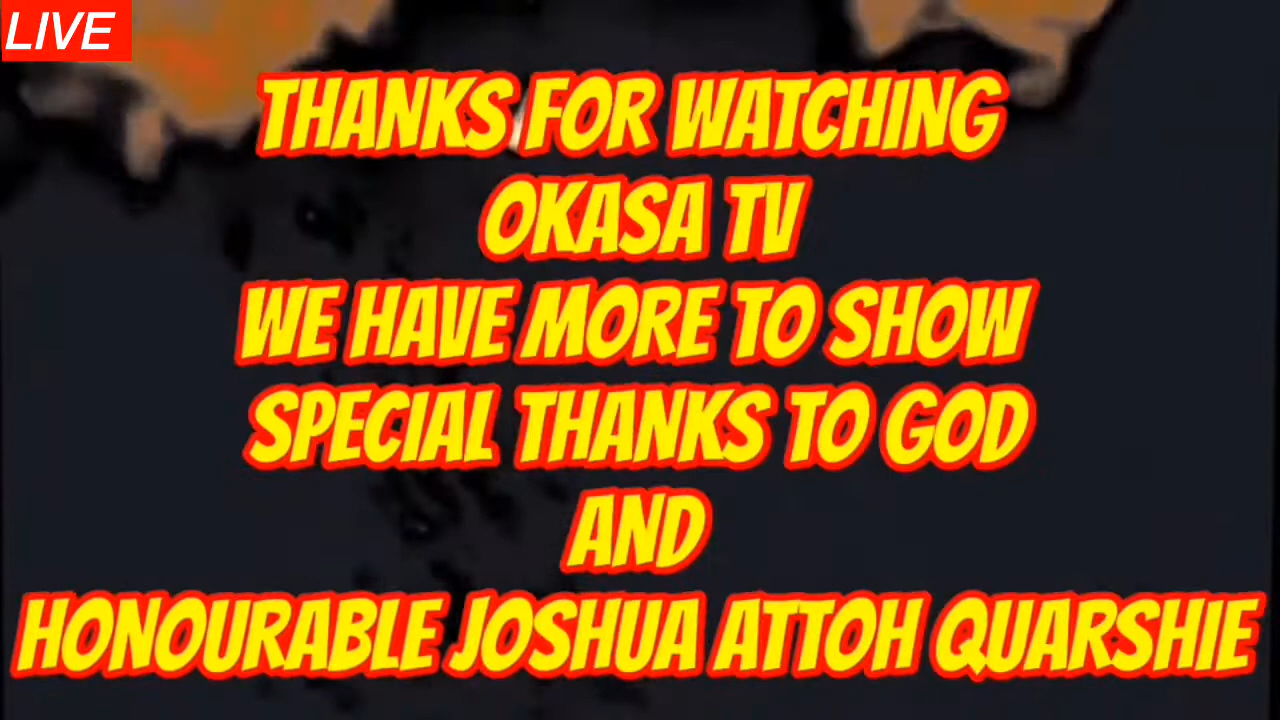 LIVE
THANKS FOR WATCHING
OKASA TV
WE HAVE MORE TO SHOW
SPECIAL THANKS TO GOD
AND
HONOURABLE JOSHUA ATTOH QUARSHIE